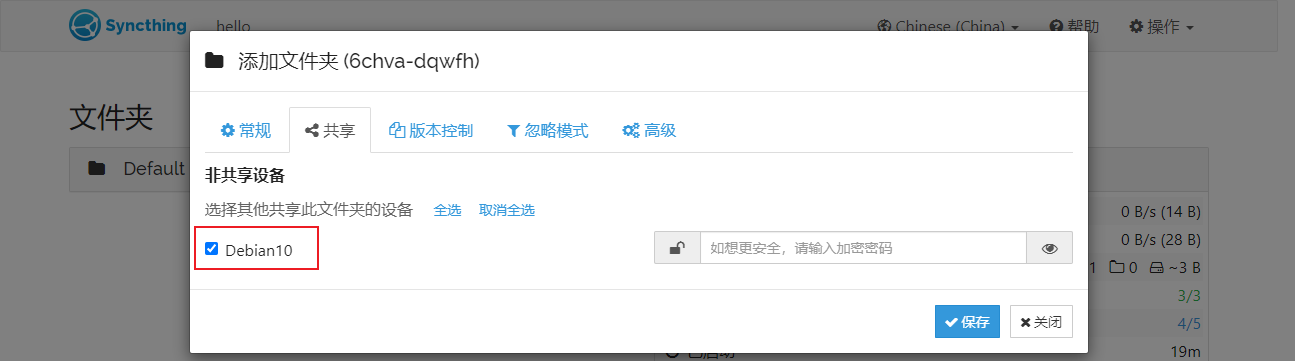 Syncthing hello Chinese (China) 帮助 操作
添加文件夹 (6chva-dqwfh)
常规 共享 版本控制 忽略模式 高级
文件夹
非共享设备
Default
选择其他共享此文件夹的设备 全选 取消全选
0 B/s (14 B)
Debian10 如想更安全，请输入加密密码
0 B/s (28 B)
1 0 ~3 B
3/3
保存 关闭
4/5
已启动 19m